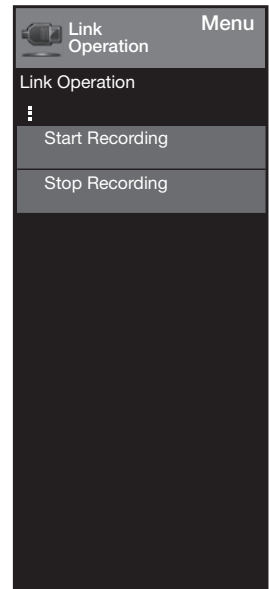 Link
Operation
Menu
Link Operation
Start Recording
Stop Recording